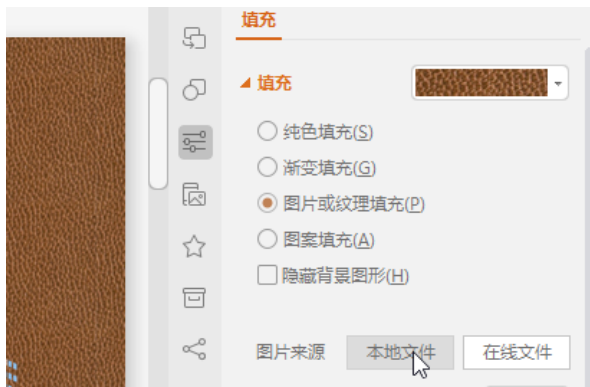 填充
填充
纯色填充(S)
渐变填充(G)
图片或纹理填充(P)
图案填充(A)
隐藏背景图形(H)
图片来源 本地文件 在线文件